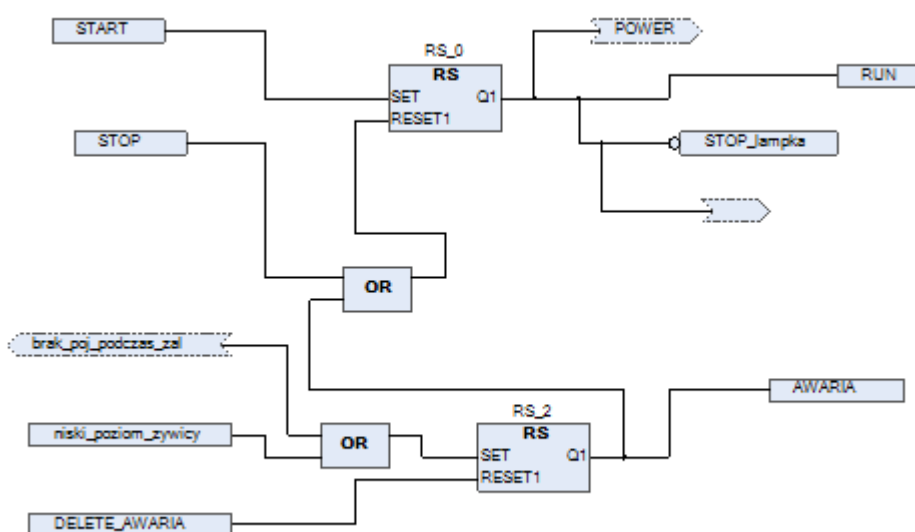 START
POWER
RS_0
RS
RUN
SET Q1
RESET1
STOP
STOP_lampka
OR
brak_poj_podczas_zal
AWARIA
RS_2
RS
niski_poziom_zywicy
OR
SET Q1
RESET1
DELETE_AWARIA